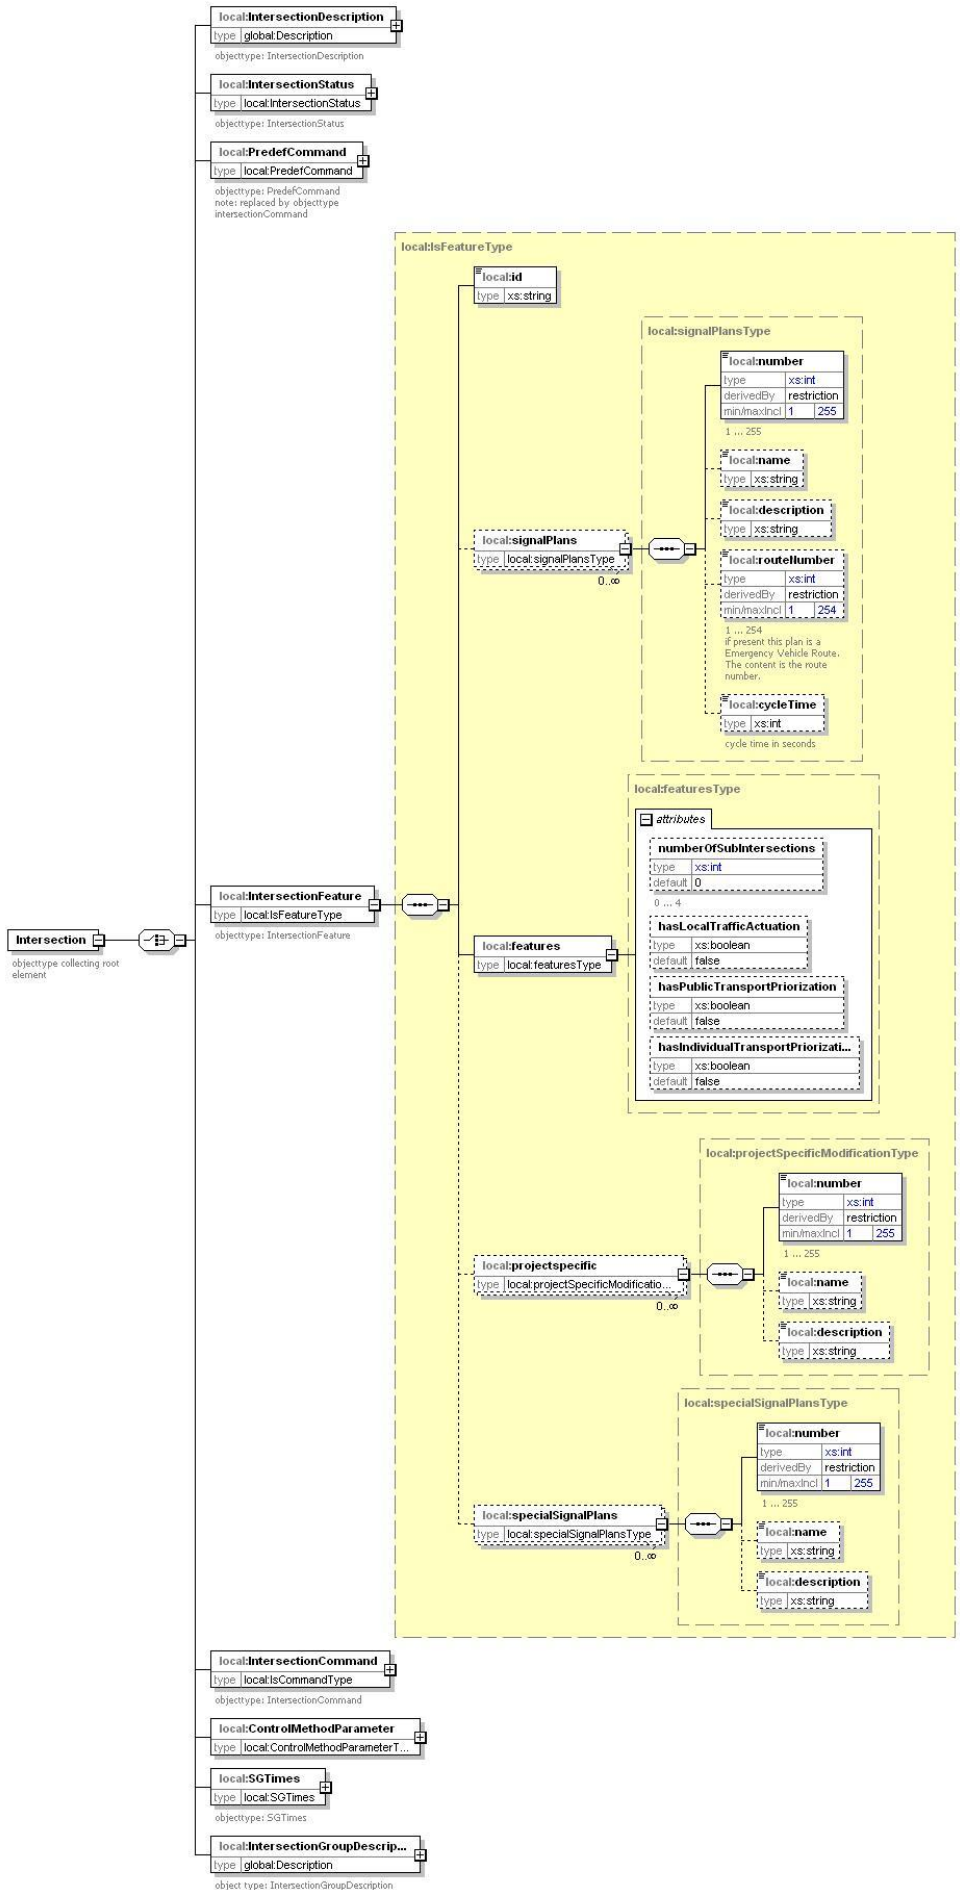 local:IntersectionDescription
type global:Description
objecttype: IntersectionDescription
local:IntersectionStatus
type local:IntersectionStatus
objecttype: IntersectionStatus
local:PredefCommand
type local:PredefCommand
objecttype: PredefCommand
note: replaced by objecttype
intersectionCommand
local:IsFeatureType
local:id
type xs:string
local:signalPlansType
local:number
type xs:int
derivedBy restriction
min/maxIncl 1 255
1 ... 255
local:name
type xs:string
local:description
type xs:string
local:signalPlans
type local:signalPlansType
0..∞
local:routeNumber
type xs:int
derivedBy restriction
min/maxIncl 1 254
1 ... 254
if present this plan is a
Emergency Vehicle Route.
The content is the route
number.
local:cycleTime
type xs:int
cycle time in seconds
local:featuresType
attributes
numberOfSubIntersections
type xs:int
default 0
0 ... 4
hasLocalTrafficActuation
type xs:boolean
default false
hasPublicTransportPriorization
type xs:boolean
default false
hasIndividualTransportPriorizati...
type xs:boolean
default false
local:IntersectionFeature
type local:IsFeatureType
objecttype: IntersectionFeature
Intersection
objecttype collecting root
element
local:features
type local:featuresType
local:projectSpecificModificationType
local:number
type xs:int
derivedBy restriction
min/maxIncl 1 255
1 ... 255
local:projectspecific
type local:projectSpecificModificatio...
0..∞
local:name
type xs:string
local:description
type xs:string
local:specialSignalPlansType
local:number
type xs:int
derivedBy restriction
min/maxIncl 1 255
1 ... 255
local:specialSignalPlans
type local:specialSignalPlansType
0..∞
local:name
type xs:string
local:description
type xs:string
local:IntersectionCommand
type local:IsCommandType
objecttype: IntersectionCommand
local:ControlMethodParameter
type local:ControlMethodParameterT...
local:SGTimes
type local:SGTimes
objecttype: SGTimes
local:IntersectionGroupDescrip...
type global:Description
object type: IntersectionGroupDescription